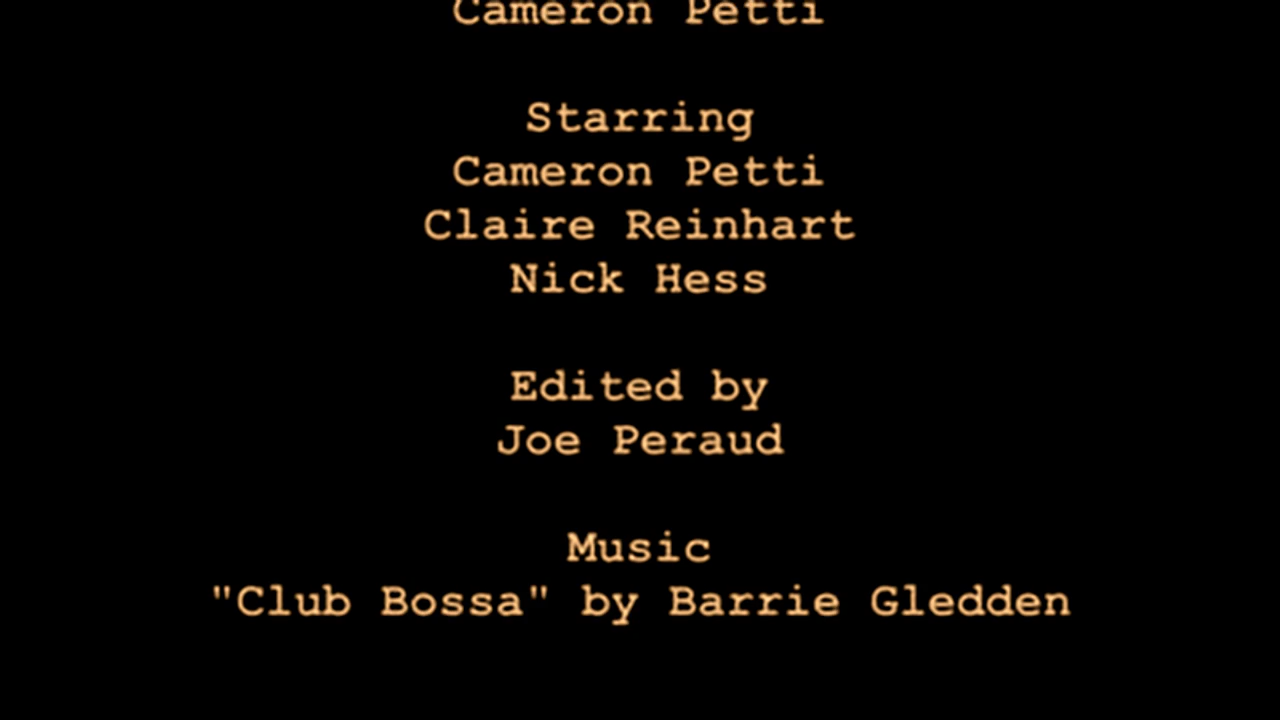 Cameron Petti
Starring
Cameron Petti
Claire Reinhart
Nick Hess
Edited by
Joe Peraud
Music
"Club Bossa" by Barrie Gledden